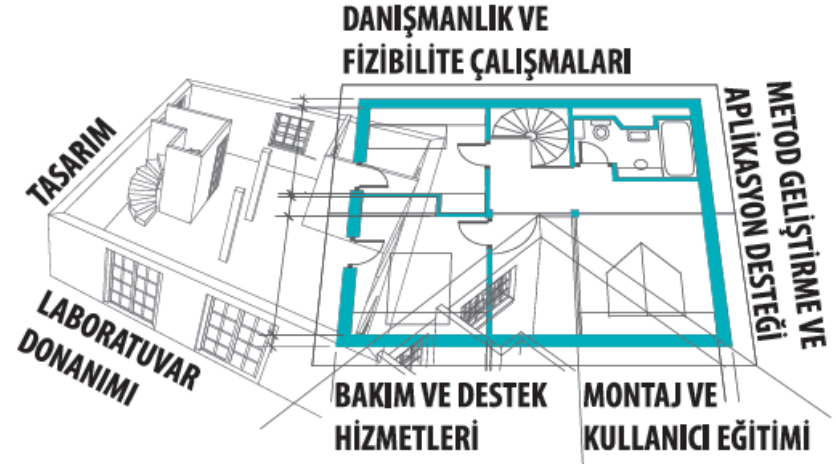 DANIŞMANLIK VE
FİZİBİLİTE ÇALIŞMALARI
TASARIM
METOD GELİŞTİRME VE
APLİKASYON DESTEĞİ
LABORATUVAR
DONANIMI
BAKIM VE DESTEK
HİZMETLERİ
MONTAJ VE
KULLANICI EĞİTİMİ